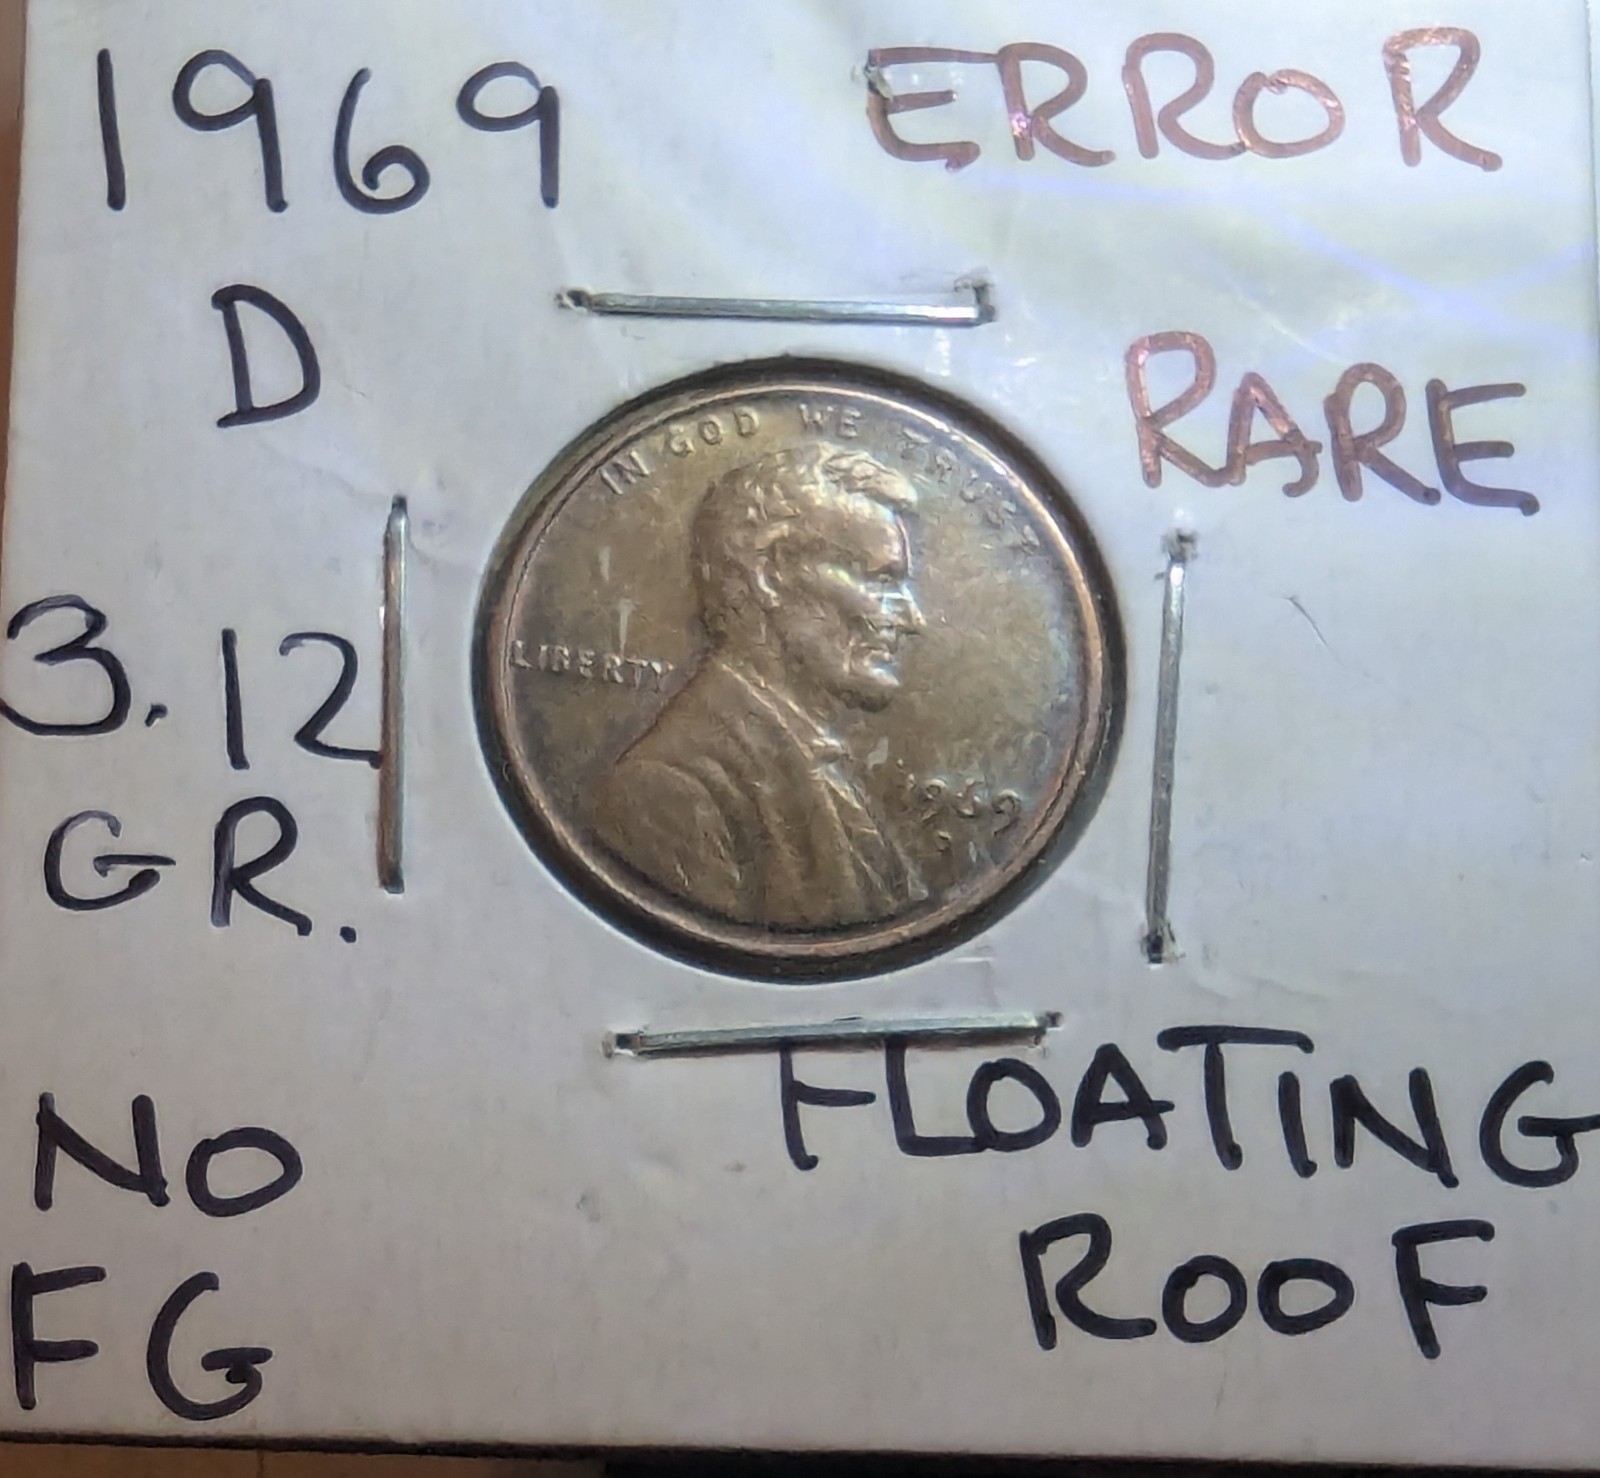 1969 ERROR
D
RARE
3.12
GR.
NO
FG
FLOATING
ROOF
IN GOD WE TRUST
LIBERTY
1969
D